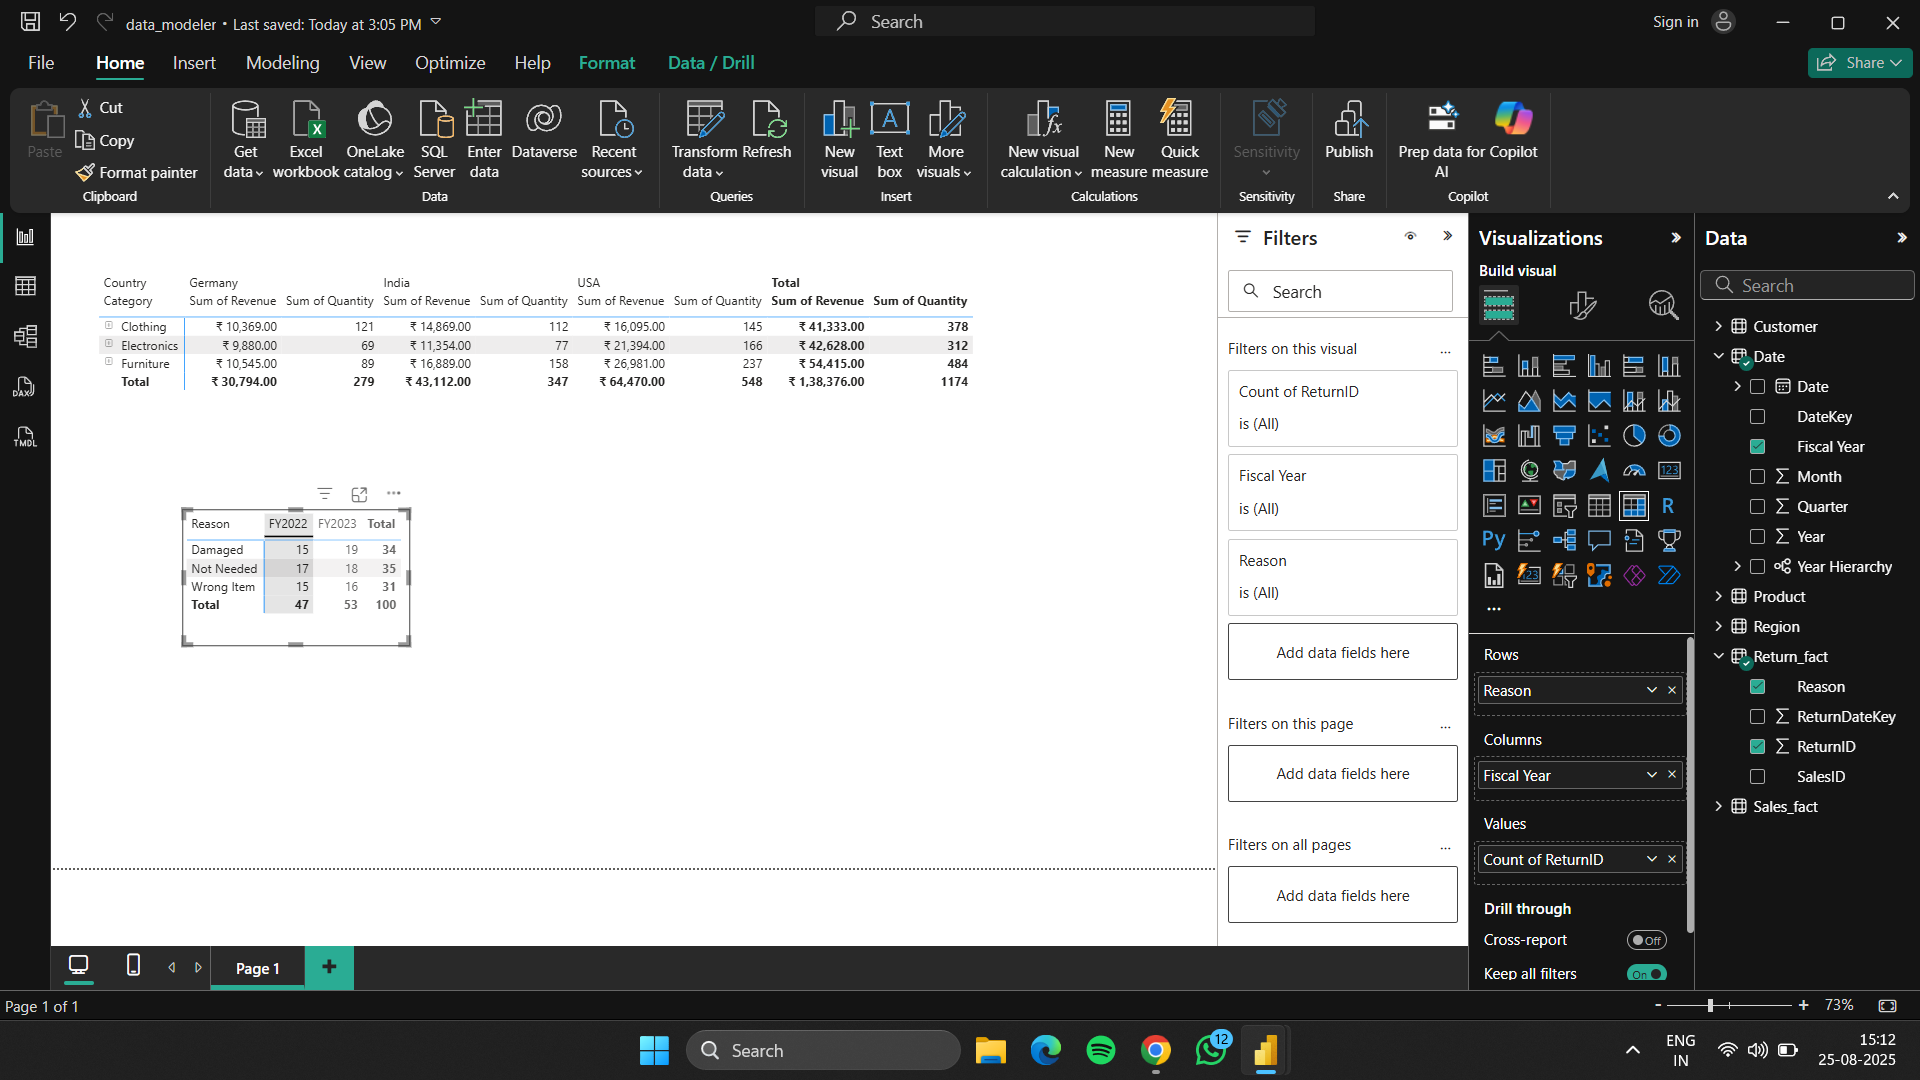 data_modeler • Last saved: Today at 3:05 PM
Search
Sign in
File Home Insert Modeling View Optimize Help Format Data / Drill
Share
Paste
Cut
Copy
Format painter
Clipboard
Get data
Excel workbook
OneLake catalog
SQL Server
Enter data
Dataverse
Recent sources
Data
Transform data
Refresh
Queries
New visual
Text box
More visuals
Insert
New visual calculation
New measure
Quick measure
Calculations
Sensitivity
Sensitivity
Publish
Share
Prep data for AI
Copilot
Copilot
DAX
TMDL
Country Germany India USA Total
Category Sum of Revenue Sum of Quantity Sum of Revenue Sum of Quantity Sum of Revenue Sum of Quantity Sum of Revenue Sum of Quantity
Clothing ₹ 10,369.00 121 ₹ 14,869.00 112 ₹ 16,095.00 145 ₹ 41,333.00 378
Electronics ₹ 9,880.00 69 ₹ 11,354.00 77 ₹ 21,394.00 166 ₹ 42,628.00 312
Furniture ₹ 10,545.00 89 ₹ 16,889.00 158 ₹ 26,981.00 237 ₹ 54,415.00 484
Total ₹ 30,794.00 279 ₹ 43,112.00 347 ₹ 64,470.00 548 ₹ 1,38,376.00 1174
Reason FY2022 FY2023 Total
Damaged 15 19 34
Not Needed 17 18 35
Wrong Item 15 16 31
Total 47 53 100
Filters
Search
Filters on this visual
Count of ReturnID
is (All)
Fiscal Year
is (All)
Reason
is (All)
Add data fields here
Filters on this page
Add data fields here
Filters on all pages
Add data fields here
Visualizations
Build visual
123
R
Py
123
Rows
Reason
Columns
Fiscal Year
Values
Count of ReturnID
Drill through
Cross-report Off
Keep all filters On
Data
Search
Customer
Date
Date
DateKey
Fiscal Year
Month
Quarter
Year
Year Hierarchy
Product
Region
Return_fact
Reason
ReturnDateKey
ReturnID
SalesID
Sales_fact
Page 1
Page 1 of 1
- + 73%
Search
12
ENG
IN
15:12
25-08-2025